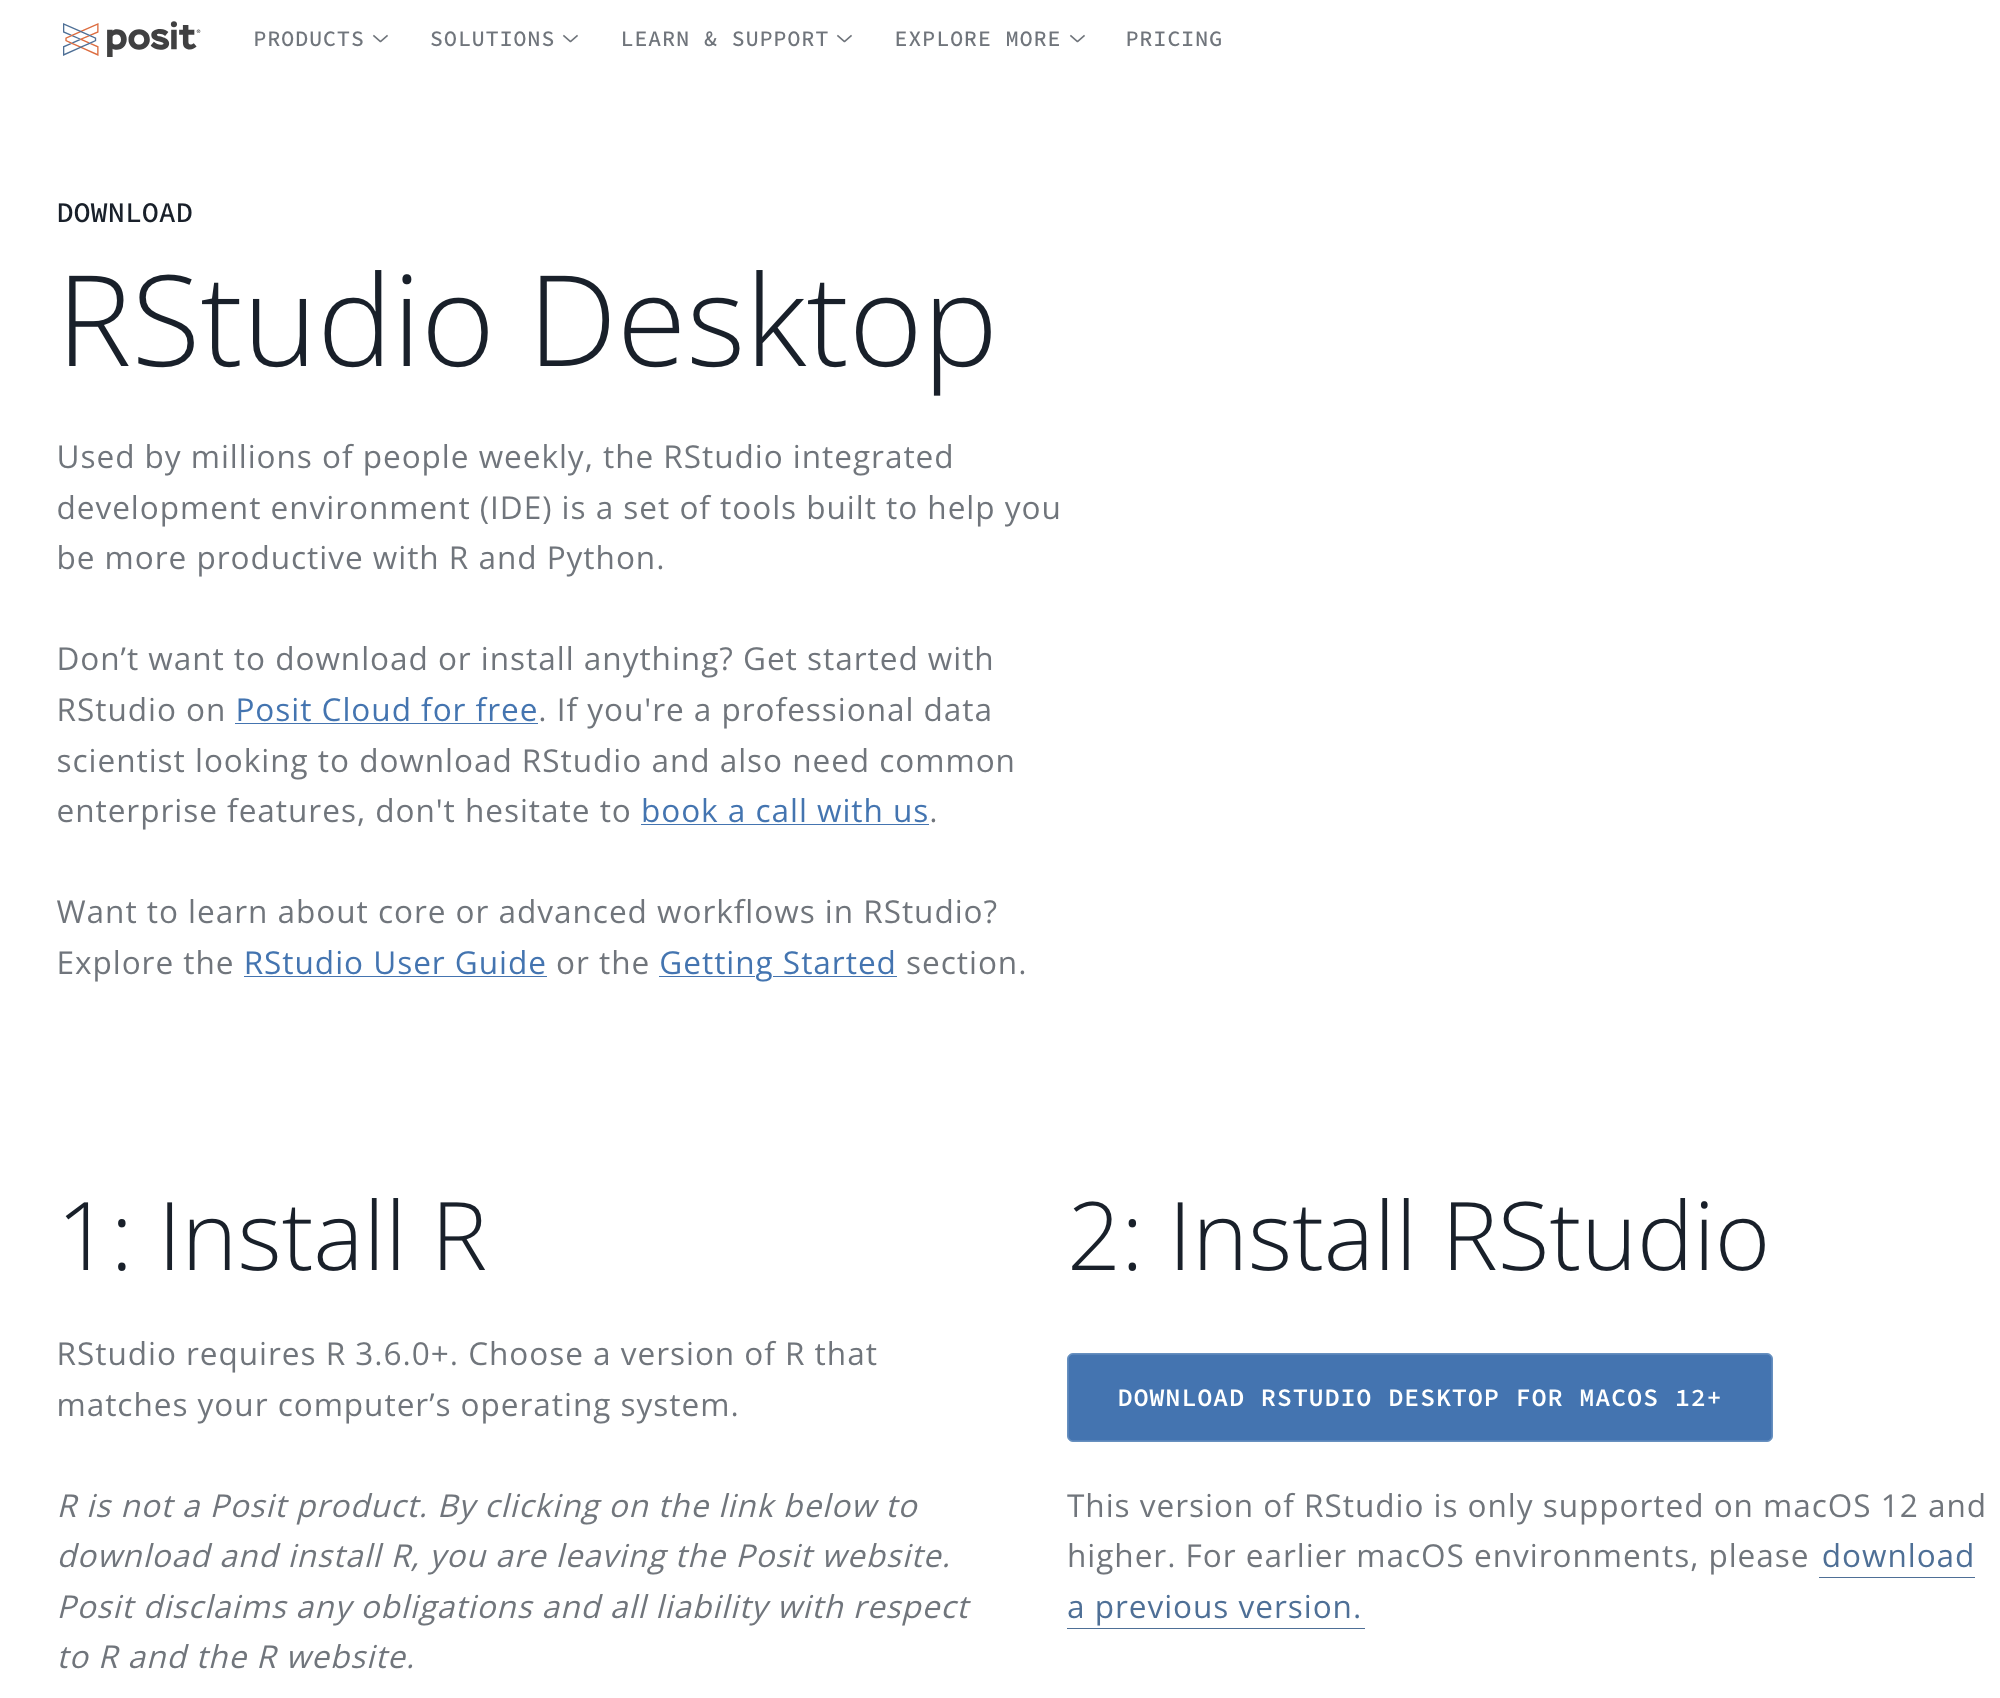 posit
PRODUCTS
SOLUTIONS
LEARN & SUPPORT
EXPLORE MORE
PRICING
DOWNLOAD
RStudio Desktop
Used by millions of people weekly, the RStudio integrated
development environment (IDE) is a set of tools built to help you
be more productive with R and Python.
Don’t want to download or install anything? Get started with
RStudio on Posit Cloud for free. If you're a professional data
scientist looking to download RStudio and also need common
enterprise features, don't hesitate to book a call with us.
Want to learn about core or advanced workflows in RStudio?
Explore the RStudio User Guide or the Getting Started section.
1: Install R
RStudio requires R 3.6.0+. Choose a version of R that
matches your computer’s operating system.
R is not a Posit product. By clicking on the link below to
download and install R, you are leaving the Posit website.
Posit disclaims any obligations and all liability with respect
to R and the R website.
2: Install RStudio
DOWNLOAD RSTUDIO DESKTOP FOR MACOS 12+
This version of RStudio is only supported on macOS 12 and
higher. For earlier macOS environments, please download
a previous version.